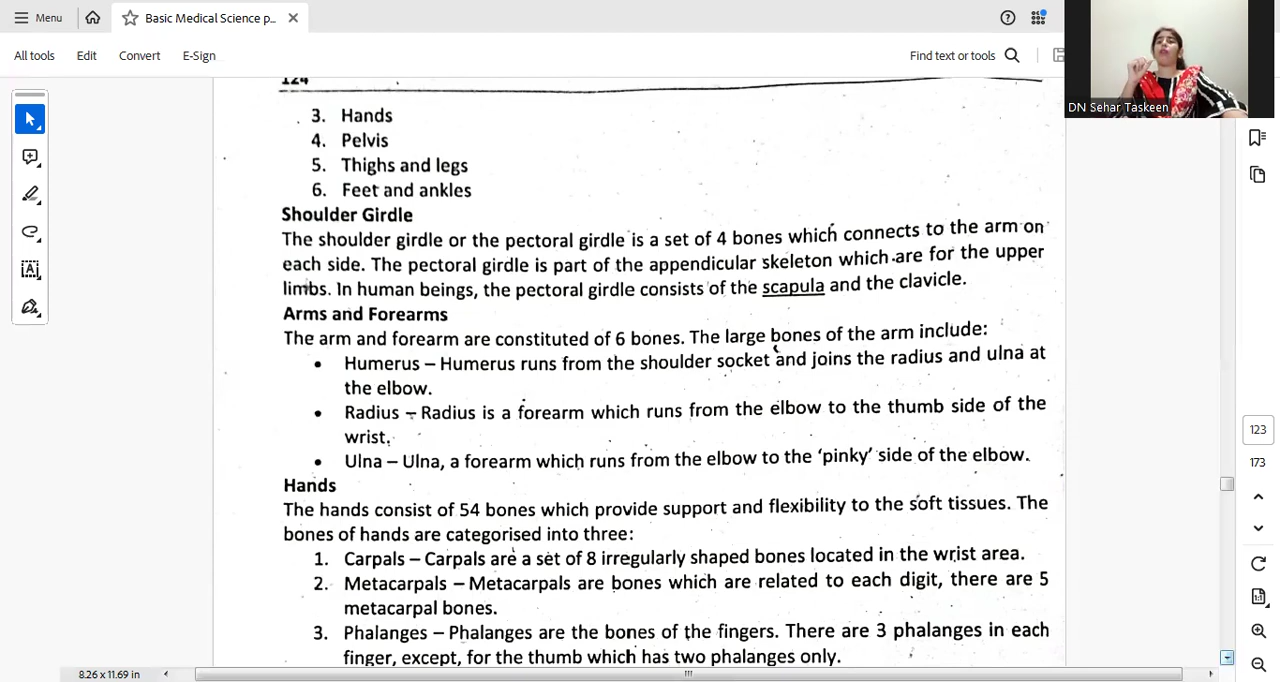 Menu
Basic Medical Science p...
All tools Edit Convert E-Sign
Find text or tools
DN Sehar Taskeen
124
3. Hands
4. Pelvis
5. Thighs and legs
6. Feet and ankles
Shoulder Girdle
The shoulder girdle or the pectoral girdle is a set of 4 bones which connects to the arm on
each side. The pectoral girdle is part of the appendicular skeleton which are for the upper
limbs. In human beings, the pectoral girdle consists of the scapula and the clavicle.
Arms and Forearms
The arm and forearm are constituted of 6 bones. The large bones of the arm include:
• Humerus – Humerus runs from the shoulder socket and joins the radius and ulna at
the elbow.
• Radius – Radius is a forearm which runs from the elbow to the thumb side of the
wrist.
• Ulna – Ulna, a forearm which runs from the elbow to the 'pinky' side of the elbow.
Hands
The hands consist of 54 bones which provide support and flexibility to the soft tissues. The
bones of hands are categorised into three:
1. Carpals – Carpals are a set of 8 irregularly shaped bones located in the wrist area.
2. Metacarpals – Metacarpals are bones which are related to each digit, there are 5
metacarpal bones.
3. Phalanges – Phalanges are the bones of the fingers. There are 3 phalanges in each
finger, except, for the thumb which has two phalanges only.
123
173
8.26 x 11.69 in